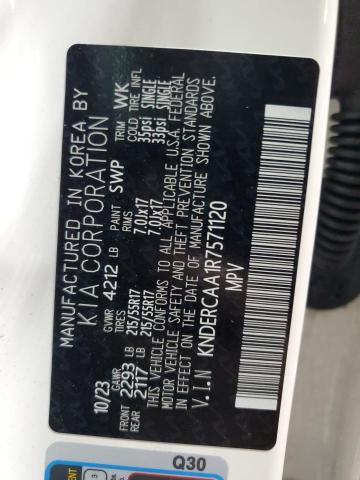 MANUFACTURED IN KOREA BY
KIA CORPORATION
10/23 GVWR 4212 LB PAINT SWP TRIM WK
GAWR TIRES RIMS COLD TIRE INFL
FRONT 2293 LB 215/55R17 7.0Jx17 35psi SINGLE
REAR 2117 LB 215/55R17 7.0Jx17 35psi SINGLE
THIS VEHICLE CONFORMS TO ALL APPLICABLE U.S.A. FEDERAL
MOTOR VEHICLE SAFETY AND THEFT PREVENTION STANDARDS
IN EFFECT ON THE DATE OF MANUFACTURE SHOWN ABOVE.
V.I.N KNDERCAA1R7571120
MPV
Q30